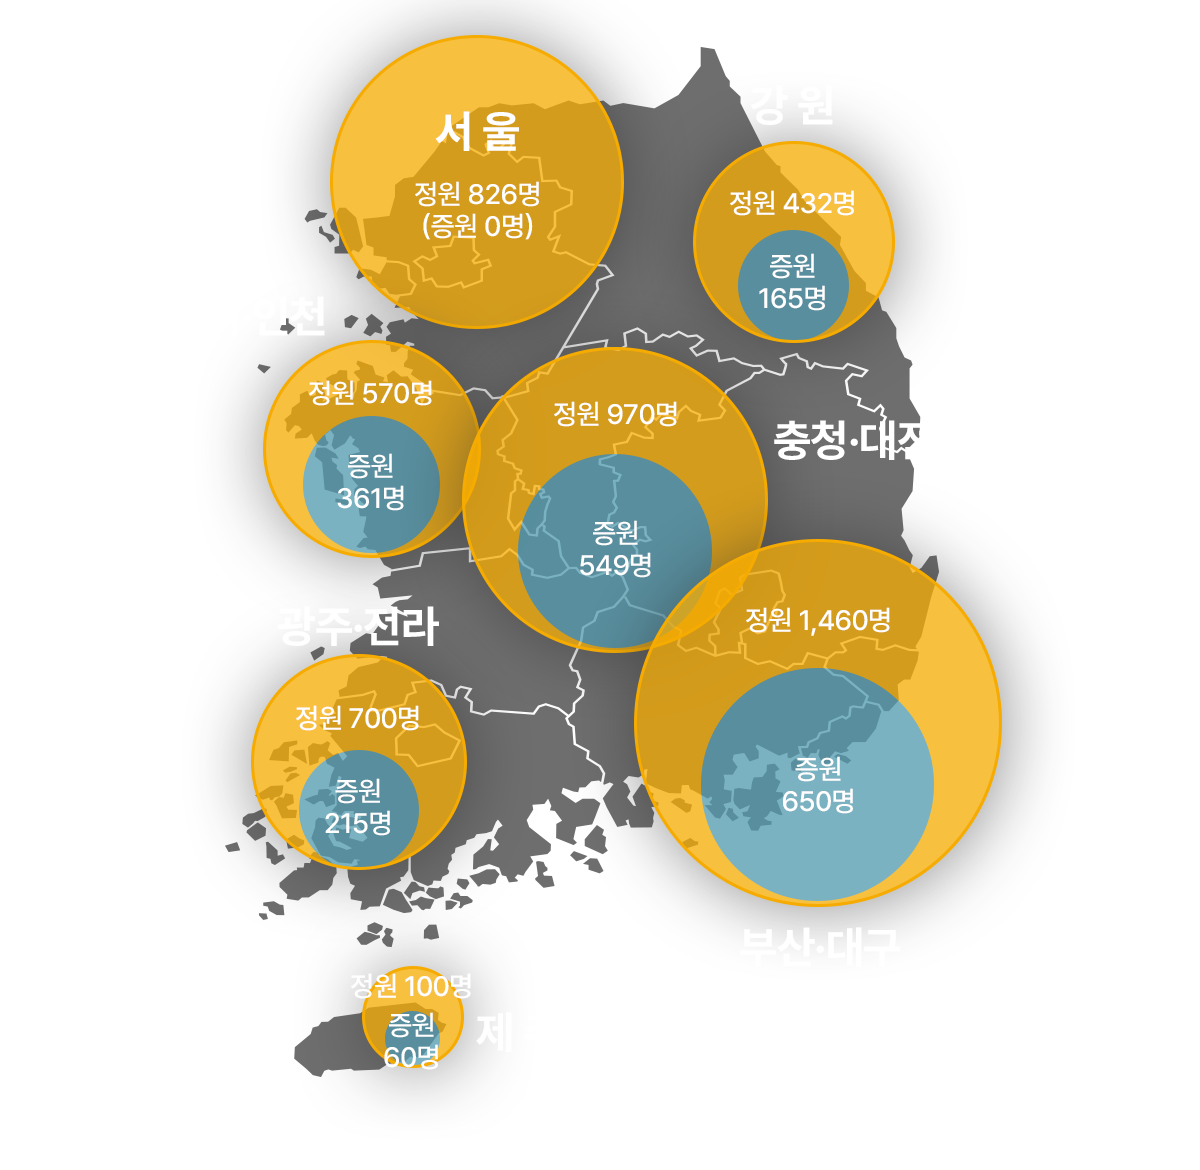 서 울
정원 826명
(증원 0명)
강 원
정원 432명
증원
165명
인천
정원 570명
증원
361명
충청·대전
정원 970명
증원
549명
광주·전라
정원 700명
증원
215명
정원 1,460명
증원
650명
부산·대구
정원 100명
증원
60명
제